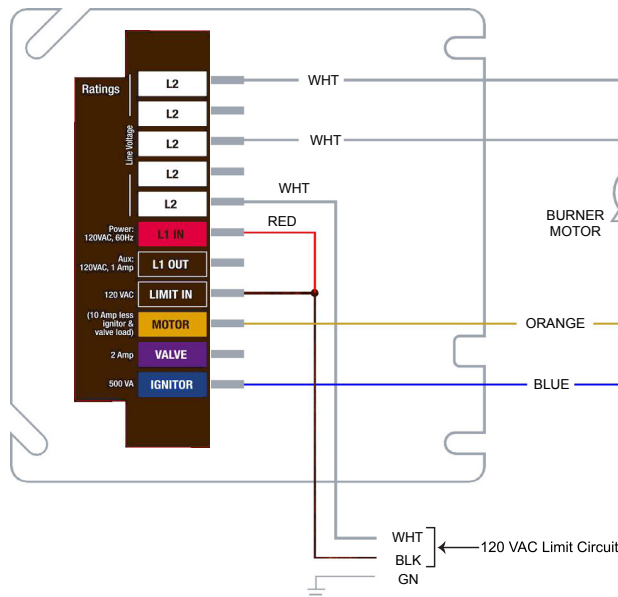 Ratings
Line Voltage
L2
WHT
L2
L2
WHT
L2
L2
WHT
Power:
120VAC, 60Hz
L1 IN
RED
Aux:
120VAC, 1 Amp
L1 OUT
120 VAC
LIMIT IN
(10 Amp less
ignitor &
valve load)
MOTOR
ORANGE
2 Amp
VALVE
500 VA
IGNITOR
BLUE
BURNER
MOTOR
WHT
BLK
GN
120 VAC Limit Circuit